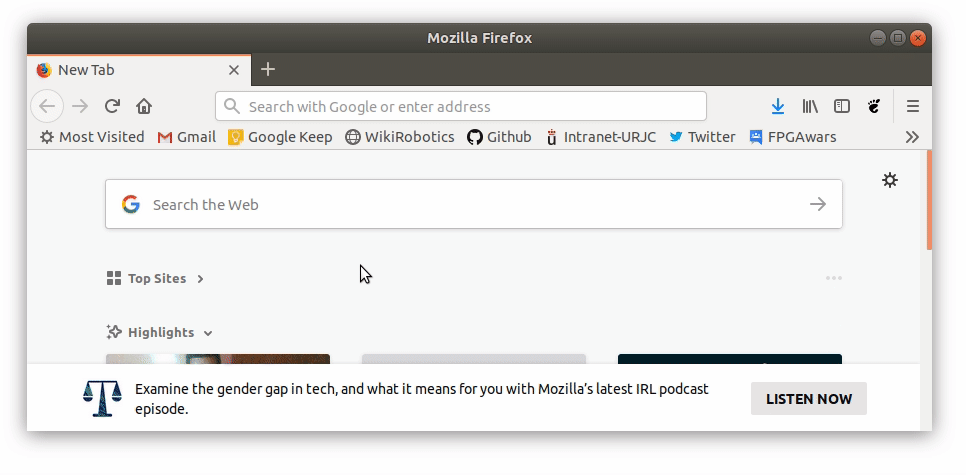 Mozilla Firefox
New Tab
Search with Google or enter address
Most Visited Gmail Google Keep WikiRobotics Github Intranet-URJC Twitter FPGAwars
Search the Web
Top Sites
Highlights
Examine the gender gap in tech, and what it means for you with Mozilla’s latest IRL podcast
episode.
LISTEN NOW